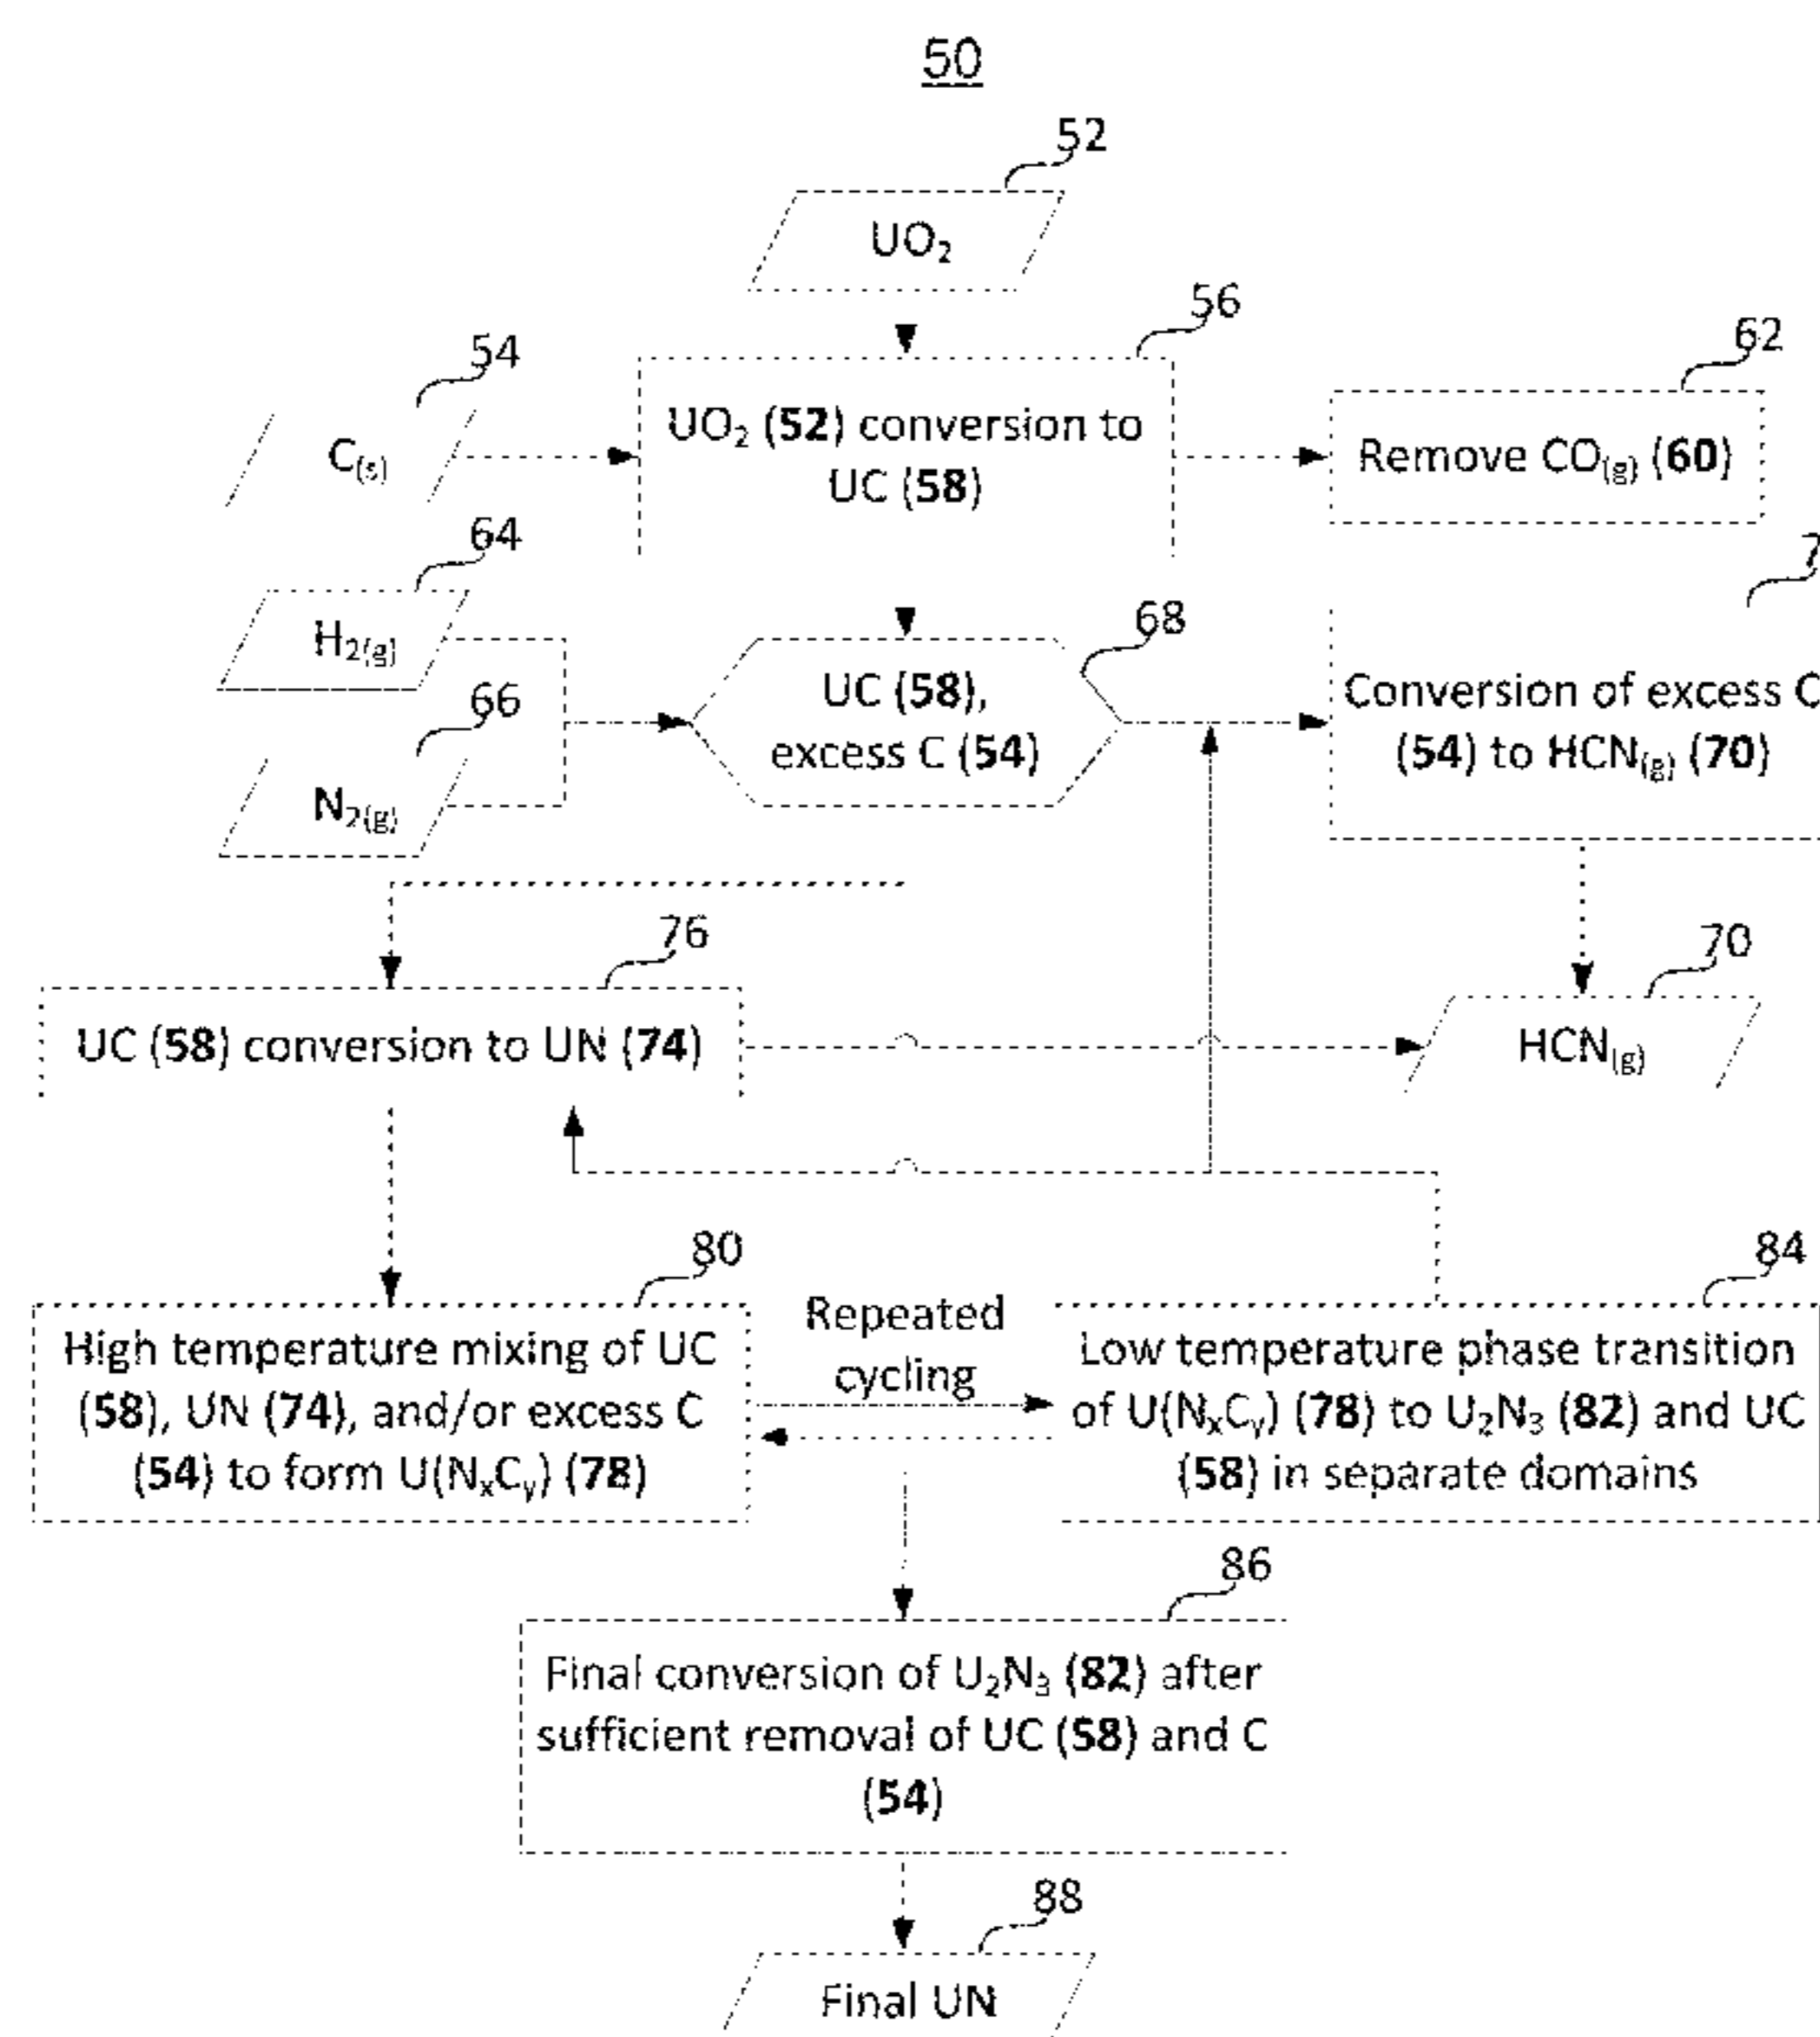 50
52
UO₂
56
54
62
C₍ₛ₎
UO₂ (52) conversion to
UC (58)
Remove CO(g) (60)
64
7
H₂(g)
68
66
UC (58),
excess C (54)
Conversion of excess C
(54) to HCN(g) (70)
N₂(g)
76
70
UC (58) conversion to UN (74)
HCN(g)
80
84
High temperature mixing of UC
(58), UN (74), and/or excess C
(54) to form U(NₓCᵧ) (78)
Repeated
cycling
Low temperature phase transition
of U(NₓCᵧ) (78) to U₂N₃ (82) and UC
(58) in separate domains
86
Final conversion of U₂N₃ (82) after
sufficient removal of UC (58) and C
(54)
88
Final UN